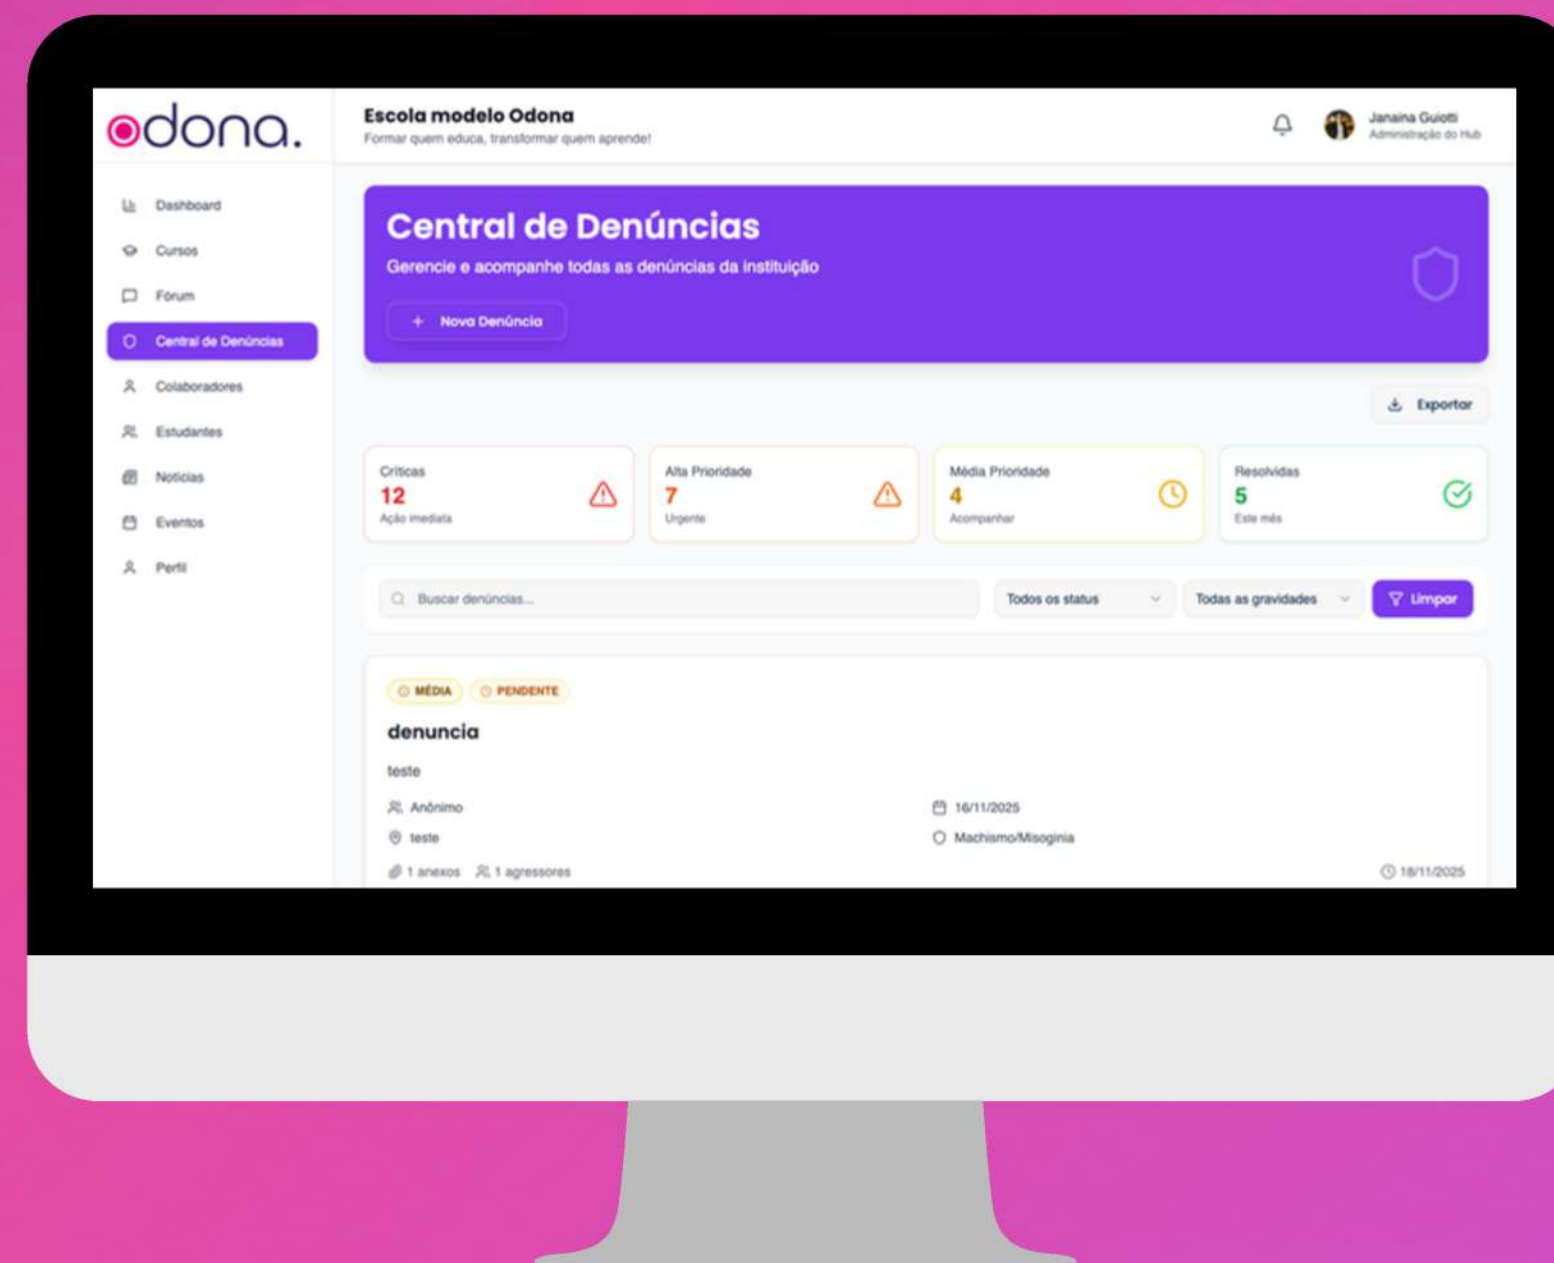 odona.
Escola modelo Odona
Formar quem educa, transformar quem aprende!
Janaina Guiotti
Administração do Hub
Dashboard
Cursos
Fórum
Central de Denúncias
Colaboradores
Estudantes
Notícias
Eventos
Perfil
Central de Denúncias
Gerencie e acompanhe todas as denúncias da instituição
+ Nova Denúncia
Exportar
Críticas
12
Ação imediata
Alta Prioridade
7
Urgente
Média Prioridade
4
Acompanhar
Resolvidas
5
Este mês
Buscar denúncias...
Todos os status
Todas as gravidades
Limpar
MÉDIA
PENDENTE
denuncia
teste
Anônimo
16/11/2025
teste
Machismo/Misoginia
1 anexos
1 agressores
18/11/2025